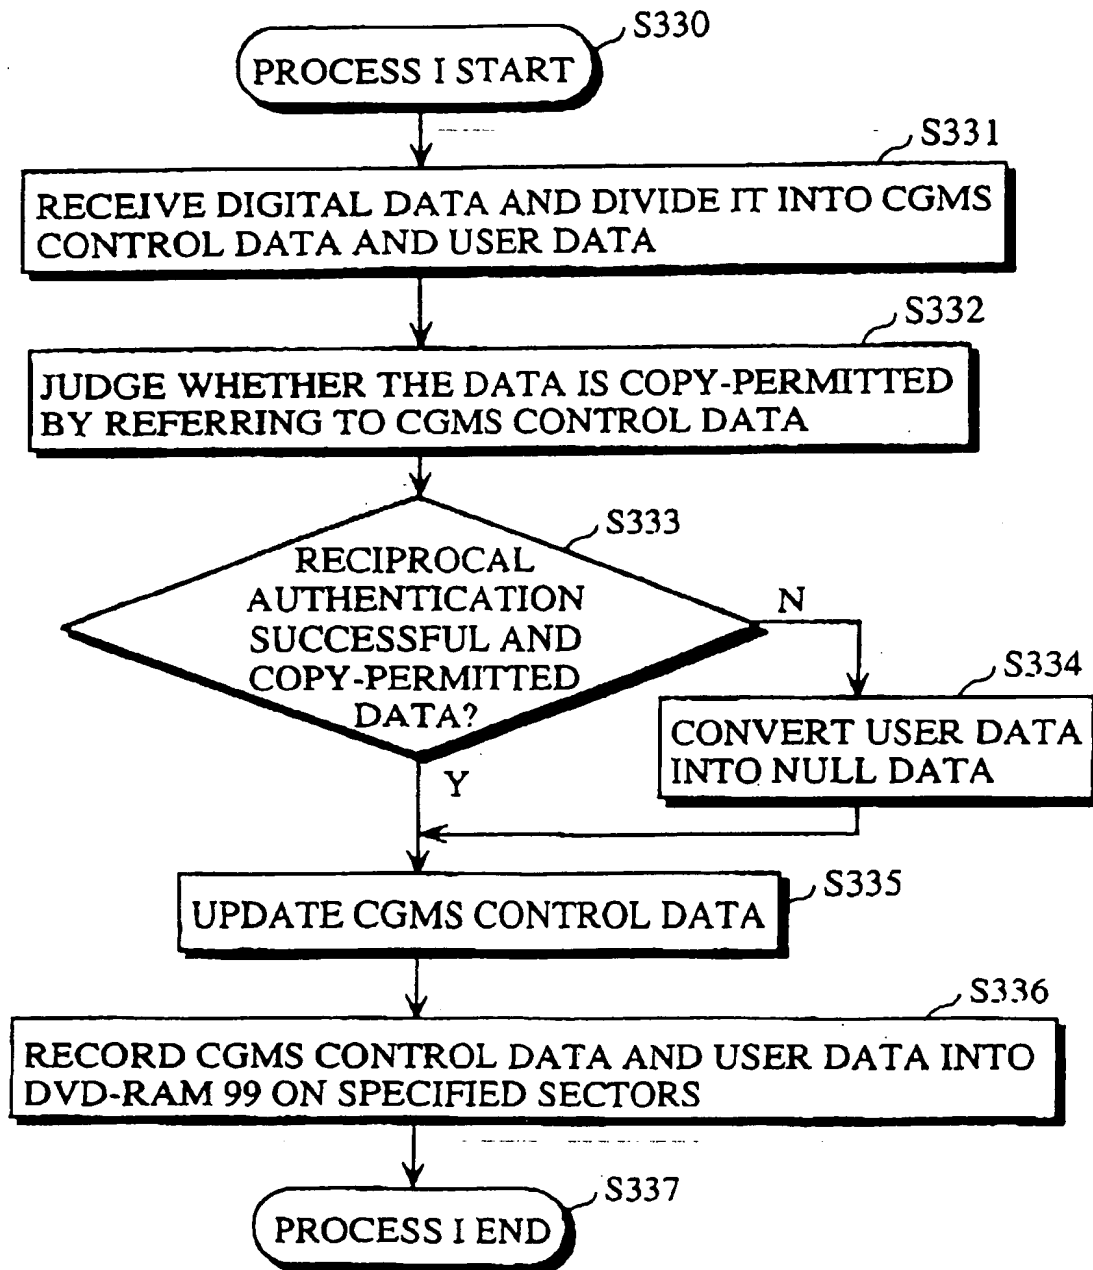 S330
PROCESS I START
S331
RECEIVE DIGITAL DATA AND DIVIDE IT INTO CGMS
CONTROL DATA AND USER DATA
S332
JUDGE WHETHER THE DATA IS COPY-PERMITTED
BY REFERRING TO CGMS CONTROL DATA
S333
RECIPROCAL
AUTHENTICATION
SUCCESSFUL AND
COPY-PERMITTED
DATA?
N
S334
CONVERT USER DATA
INTO NULL DATA
Y
S335
UPDATE CGMS CONTROL DATA
S336
RECORD CGMS CONTROL DATA AND USER DATA INTO
DVD-RAM 99 ON SPECIFIED SECTORS
S337
PROCESS I END